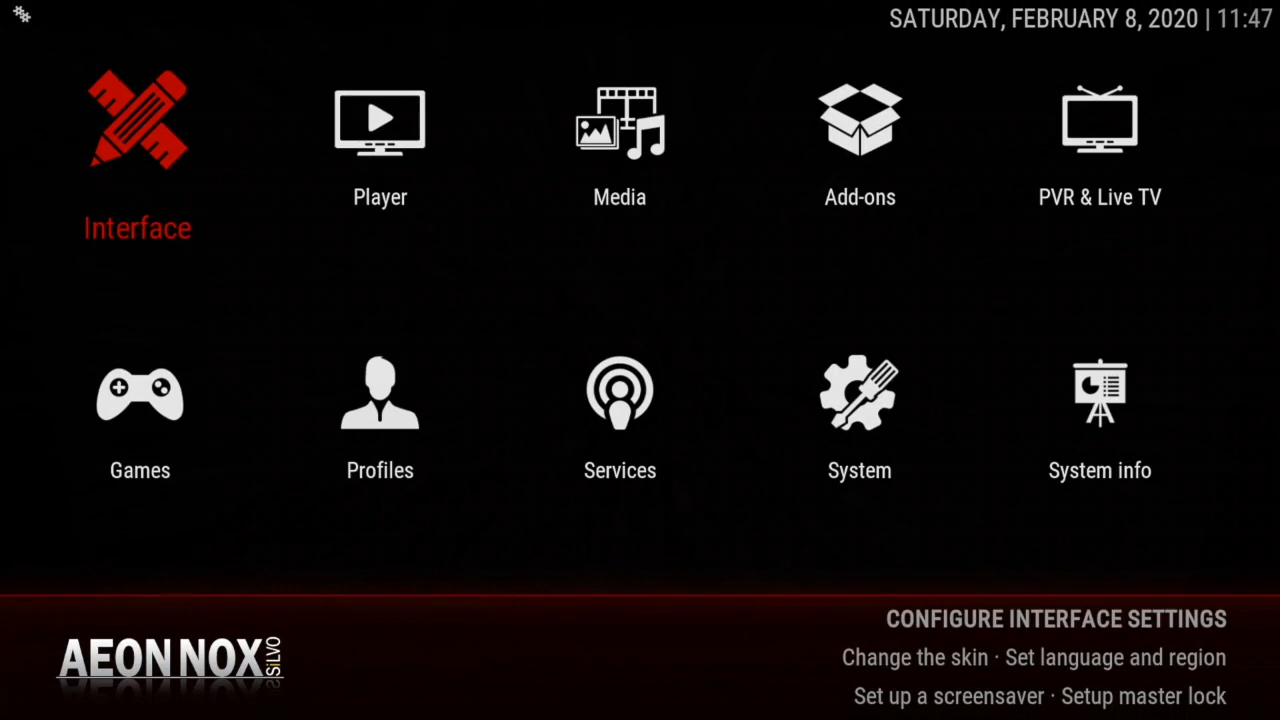 SATURDAY, FEBRUARY 8, 2020 | 11:47
Interface
Player
Media
Add-ons
PVR & Live TV
Games
Profiles
Services
System
System info
AEON NOX SiLVO
CONFIGURE INTERFACE SETTINGS
Change the skin · Set language and region
Set up a screensaver · Setup master lock